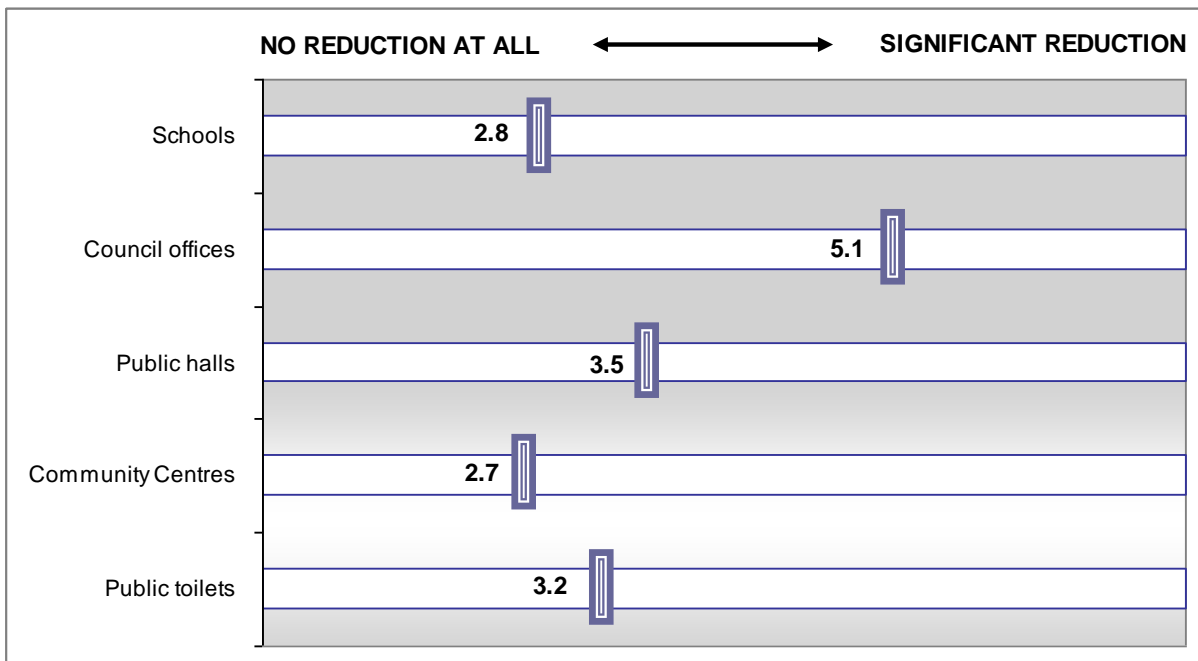 NO REDUCTION AT ALL SIGNIFICANT REDUCTION
Schools 2.8
Council offices 5.1
Public halls 3.5
Community Centres 2.7
Public toilets 3.2